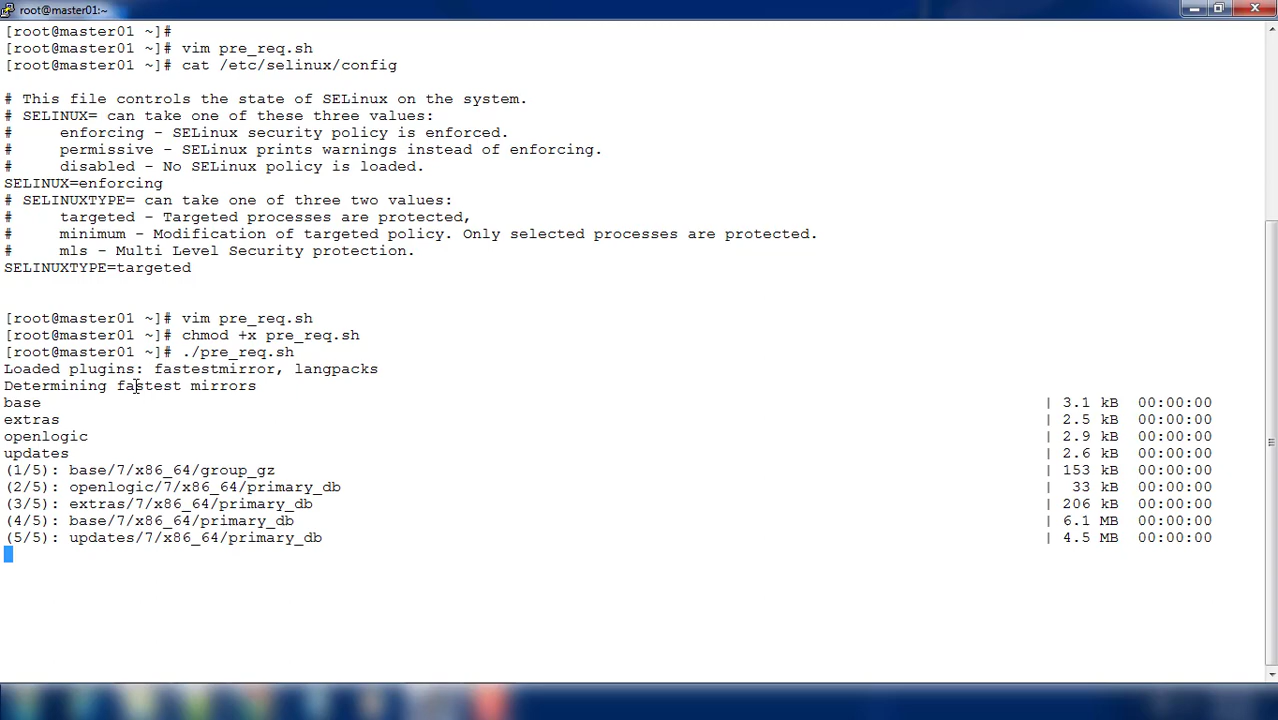 root@master01:~
[root@master01 ~]#
[root@master01 ~]# vim pre_req.sh
[root@master01 ~]# cat /etc/selinux/config
# This file controls the state of SELinux on the system.
# SELINUX= can take one of these three values:
#     enforcing - SELinux security policy is enforced.
#     permissive - SELinux prints warnings instead of enforcing.
#     disabled - No SELinux policy is loaded.
SELINUX=enforcing
# SELINUXTYPE= can take one of three two values:
#     targeted - Targeted processes are protected,
#     minimum - Modification of targeted policy. Only selected processes are protected.
#     mls - Multi Level Security protection.
SELINUXTYPE=targeted
[root@master01 ~]# vim pre_req.sh
[root@master01 ~]# chmod +x pre_req.sh
[root@master01 ~]# ./pre_req.sh
Loaded plugins: fastestmirror, langpacks
Determining fastest mirrors
base | 3.1 kB 00:00:00
extras | 2.5 kB 00:00:00
openlogic | 2.9 kB 00:00:00
updates | 2.6 kB 00:00:00
(1/5): base/7/x86_64/group_gz | 153 kB 00:00:00
(2/5): openlogic/7/x86_64/primary_db | 33 kB 00:00:00
(3/5): extras/7/x86_64/primary_db | 206 kB 00:00:00
(4/5): base/7/x86_64/primary_db | 6.1 MB 00:00:00
(5/5): updates/7/x86_64/primary_db | 4.5 MB 00:00:00